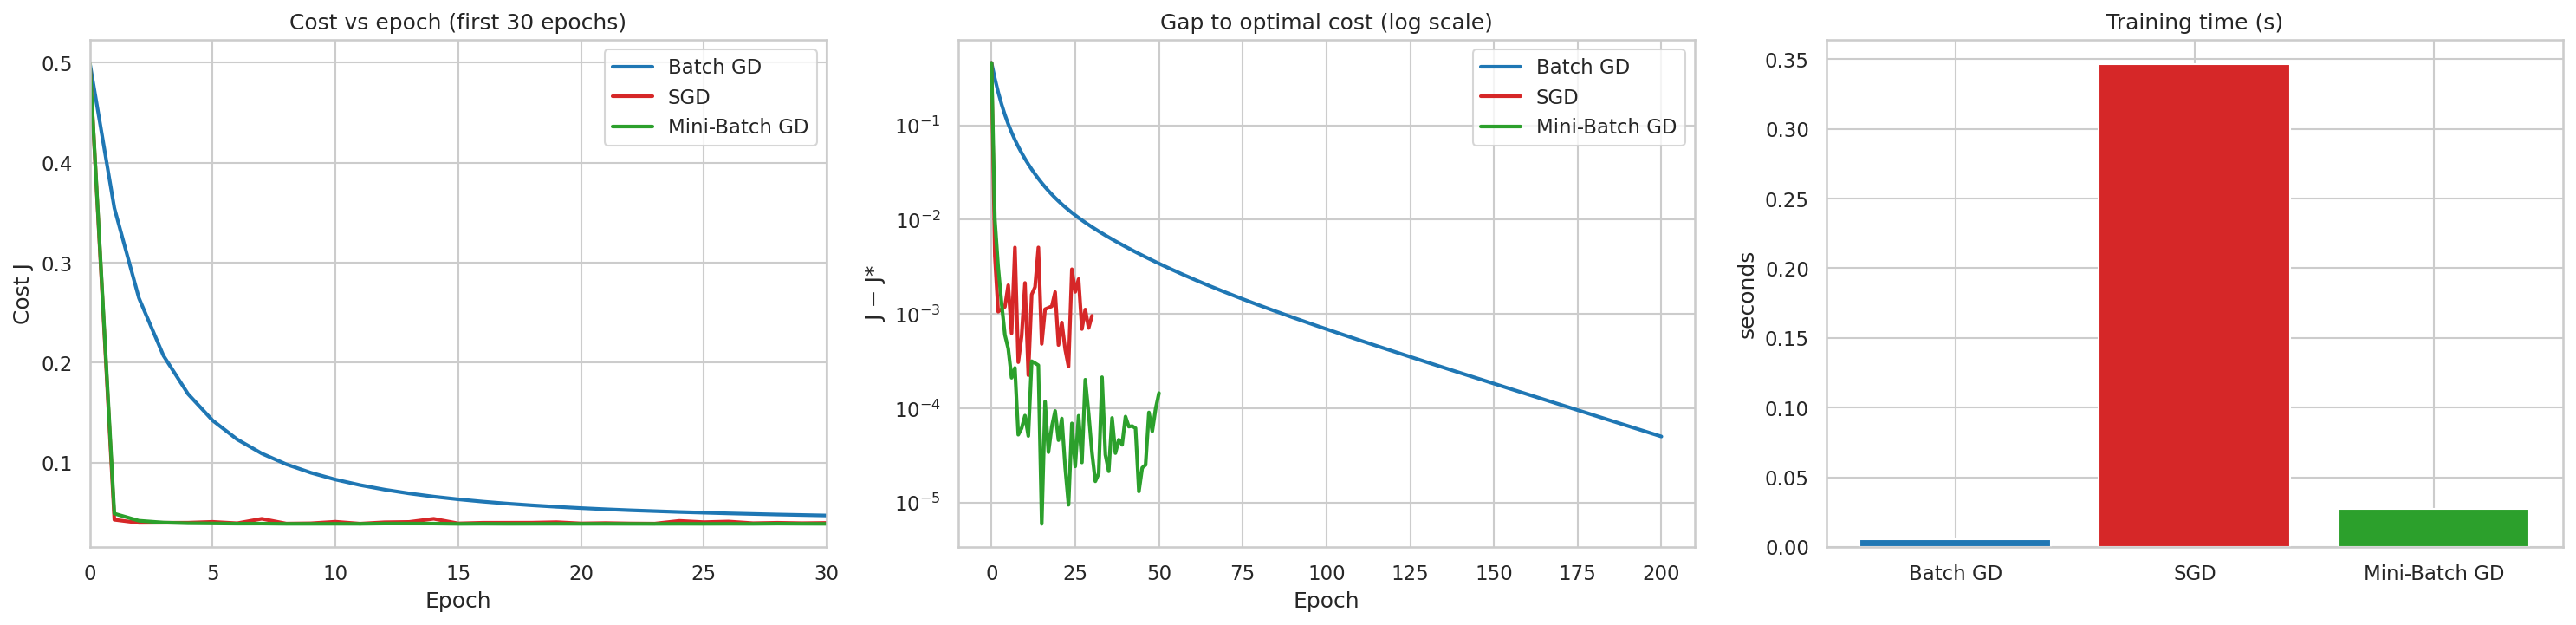 Cost vs epoch (first 30 epochs)
Cost J
0.5
0.4
0.3
0.2
0.1
0 5 10 15 20 25 30
Epoch
Batch GD
SGD
Mini-Batch GD
Gap to optimal cost (log scale)
J − J*
10⁻¹
10⁻²
10⁻³
10⁻⁴
10⁻⁵
0 25 50 75 100 125 150 175 200
Epoch
Batch GD
SGD
Mini-Batch GD
Training time (s)
seconds
0.35
0.30
0.25
0.20
0.15
0.10
0.05
0.00
Batch GD SGD Mini-Batch GD